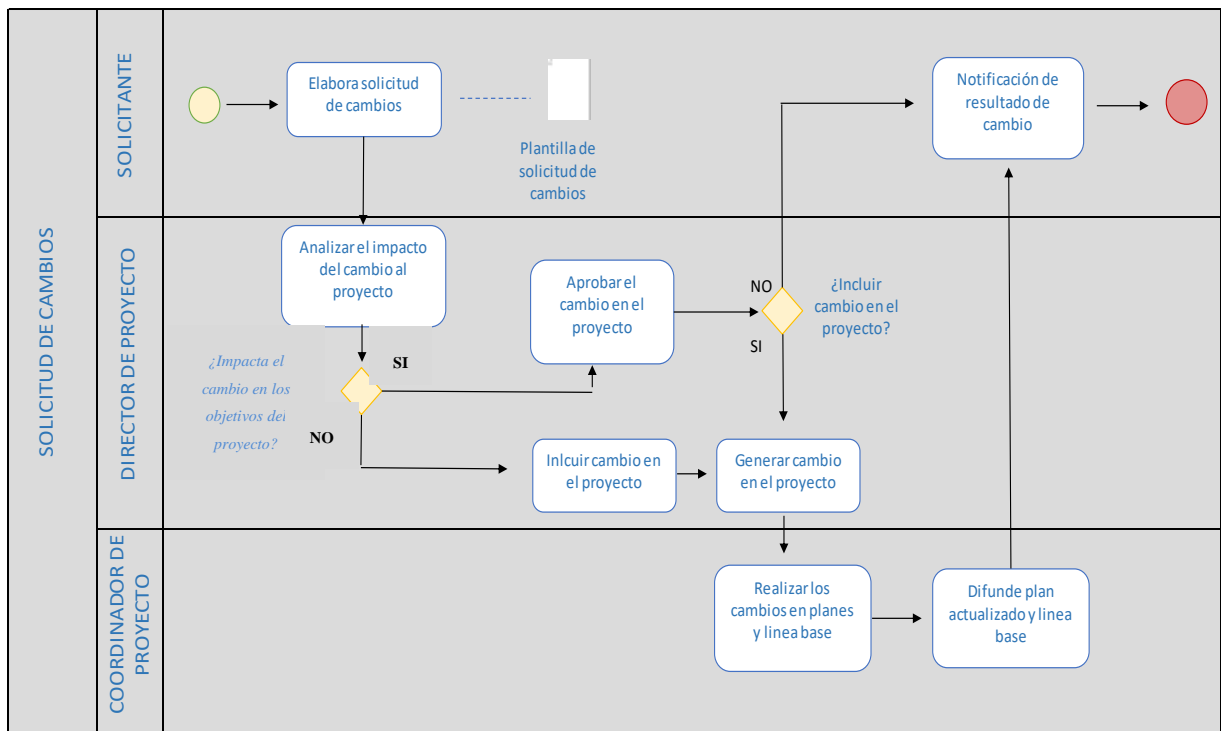 SOLICITUD DE CAMBIOS
SOLICITANTE
Elabora solicitud
de cambios
Plantilla de
solicitud de
cambios
Notificación de
resultado de
cambio
DIRECTOR DE PROYECTO
Analizar el impacto
del cambio al
proyecto
¿Impacta el
cambio en los
objetivos del
proyecto?
SI
NO
Aprobar el
cambio en el
proyecto
NO
SI
¿Incluir
cambio en el
proyecto?
Inlcuir cambio en
el proyecto
Generar cambio
en el proyecto
COORDINADOR DE
PROYECTO
Realizar los
cambios en planes
y linea base
Difunde plan
actualizado y linea
base